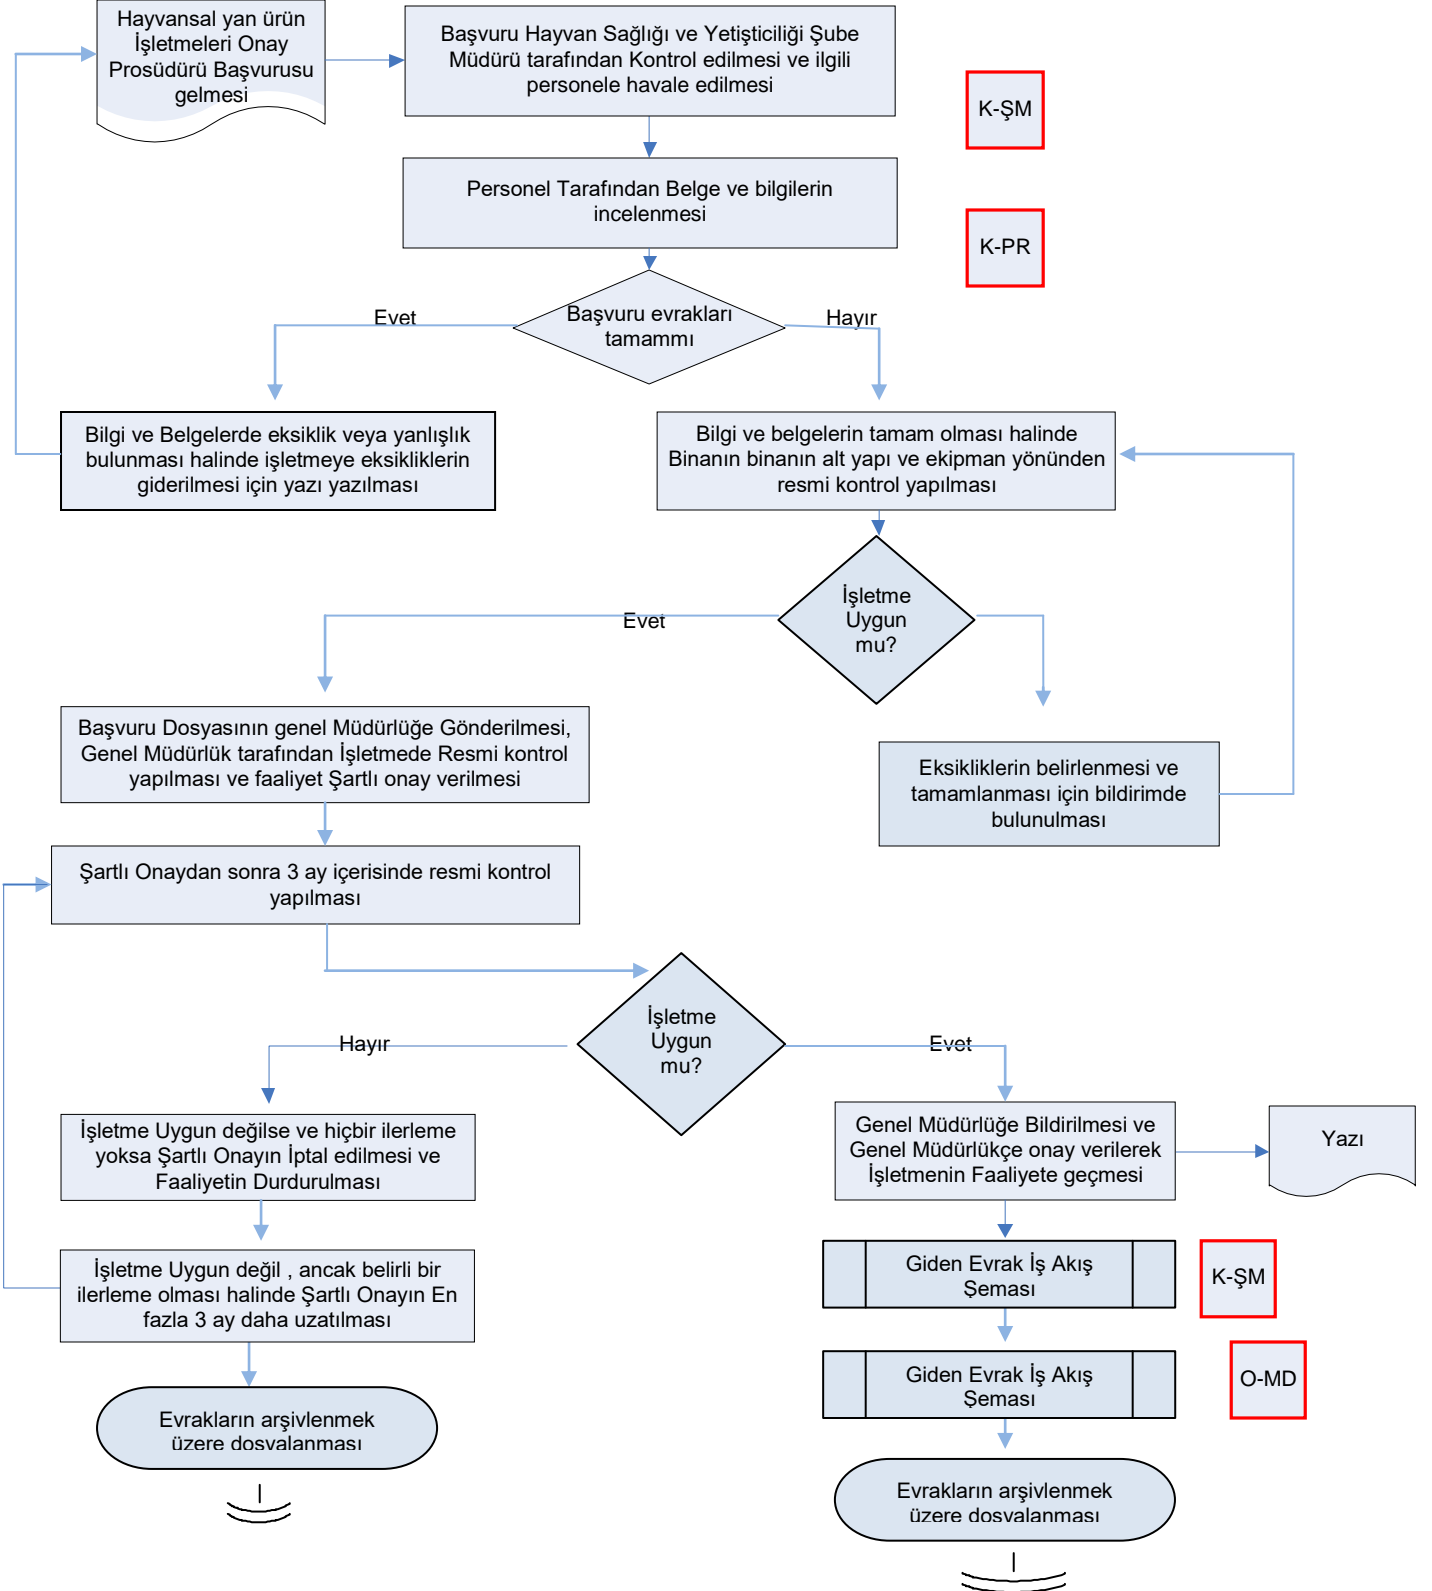 Hayvansal yan ürün
İşletmeleri Onay
Prosüdürü Başvurusu
gelmesi
Başvuru Hayvan Sağlığı ve Yetişticiliği Şube
Müdürü tarafından Kontrol edilmesi ve ilgili
personele havale edilmesi
K-ŞM
Personel Tarafından Belge ve bilgilerin
incelenmesi
K-PR
Başvuru evrakları
tamammı
Evet
Hayır
Bilgi ve Belgelerde eksiklik veya yanlışlık
bulunması halinde işletmeye eksikliklerin
giderilmesi için yazı yazılması
Bilgi ve belgelerin tamam olması halinde
Binanın binanın alt yapı ve ekipman yönünden
resmi kontrol yapılması
İşletme
Uygun
mu?
Evet
Başvuru Dosyasının genel Müdürlüğe Gönderilmesi,
Genel Müdürlük tarafından İşletmede Resmi kontrol
yapılması ve faaliyet Şartlı onay verilmesi
Eksikliklerin belirlenmesi ve
tamamlanması için bildirimde
bulunulması
Şartlı Onaydan sonra 3 ay içerisinde resmi kontrol
yapılması
İşletme
Uygun
mu?
Hayır
Evet
İşletme Uygun değilse ve hiçbir ilerleme
yoksa Şartlı Onayın İptal edilmesi ve
Faaliyetin Durdurulması
Genel Müdürlüğe Bildirilmesi ve
Genel Müdürlükçe onay verilerek
İşletmenin Faaliyete geçmesi
Yazı
İşletme Uygun değil , ancak belirli bir
ilerleme olması halinde Şartlı Onayın En
fazla 3 ay daha uzatılması
Giden Evrak İş Akış
Şeması
K-ŞM
Giden Evrak İş Akış
Şeması
O-MD
Evrakların arşivlenmek
üzere dosyalanması
Evrakların arşivlenmek
üzere dosyalanması